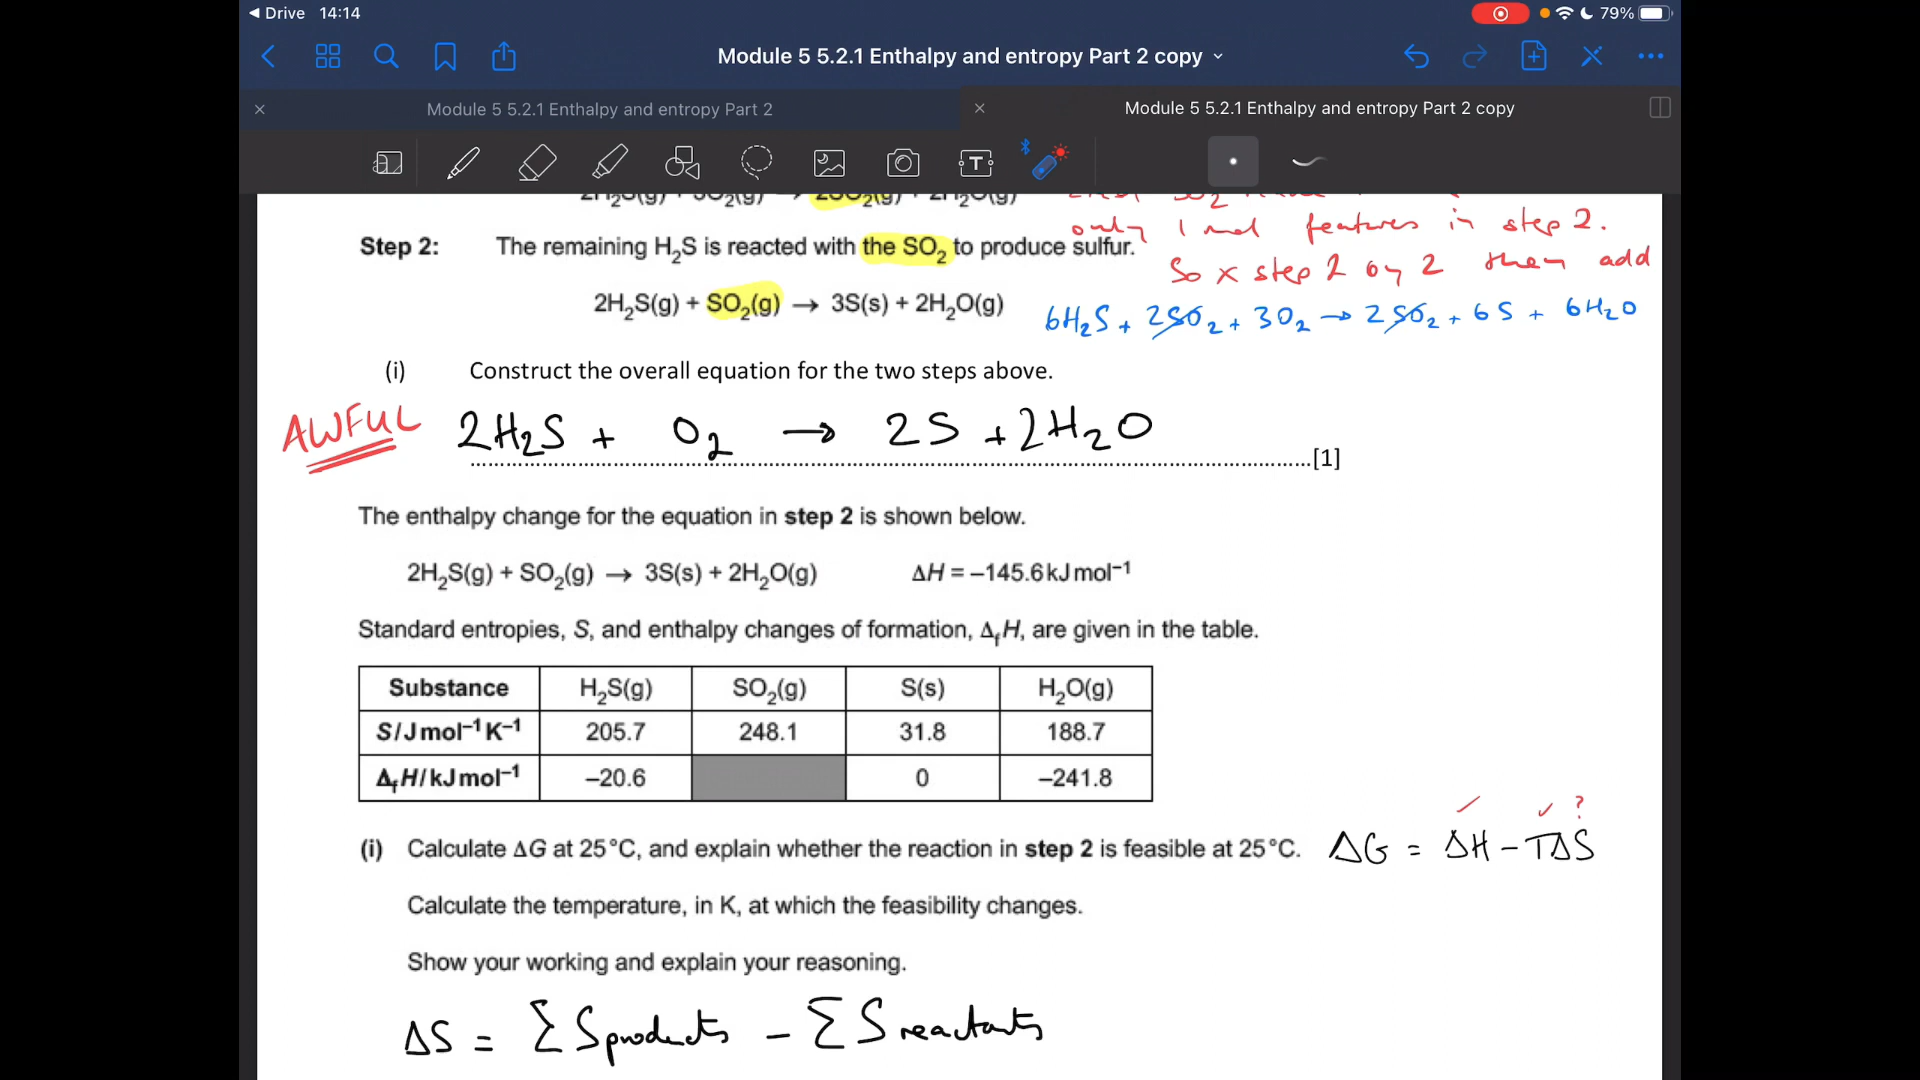 Drive 14:14
79%
Module 5 5.2.1 Enthalpy and entropy Part 2 copy
Module 5 5.2.1 Enthalpy and entropy Part 2
Module 5 5.2.1 Enthalpy and entropy Part 2 copy
2H₂S(g) + 3O₂(g) → 2SO₂(g) + 2H₂O(g)
only 1 mol features in step 2.
Step 2: The remaining H₂S is reacted with the SO₂ to produce sulfur.
So x step 2 by 2 then add
2H₂S(g) + SO₂(g) → 3S(s) + 2H₂O(g)
6H₂S + 2SO₂ + 3O₂ → 2SO₂ + 6S + 6H₂O
(i) Construct the overall equation for the two steps above.
AWFUL 2H₂S + O₂ → 2S + 2H₂O
[1]
The enthalpy change for the equation in step 2 is shown below.
2H₂S(g) + SO₂(g) → 3S(s) + 2H₂O(g) ΔH = –145.6 kJ mol⁻¹
Standard entropies, S, and enthalpy changes of formation, ΔfH, are given in the table.
Substance H₂S(g) SO₂(g) S(s) H₂O(g)
S/J mol⁻¹ K⁻¹ 205.7 248.1 31.8 188.7
ΔfH/kJ mol⁻¹ –20.6 0 –241.8
✓ ✓ ?
(i) Calculate ΔG at 25 °C, and explain whether the reaction in step 2 is feasible at 25 °C. ΔG = ΔH – TΔS
Calculate the temperature, in K, at which the feasibility changes.
Show your working and explain your reasoning.
ΔS = ΣS products – ΣS reactants